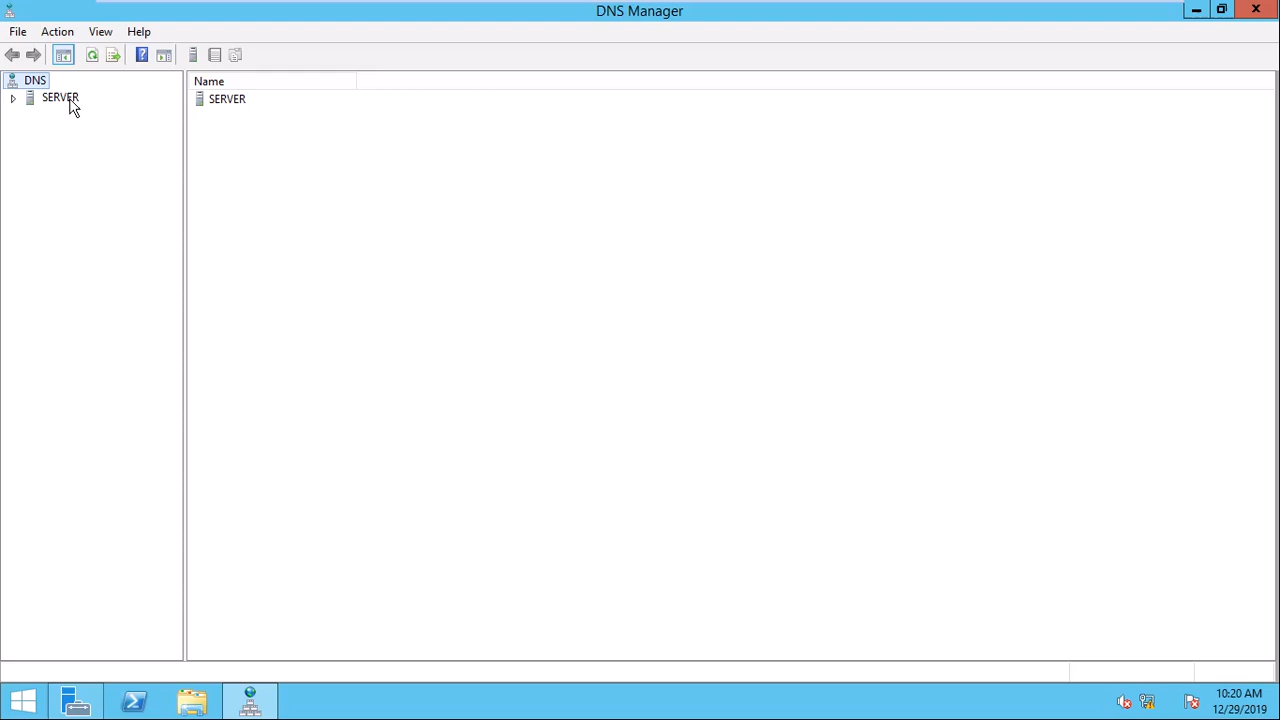 DNS Manager
File Action View Help
DNS
SERVER
Name
SERVER
10:20 AM
12/29/2019